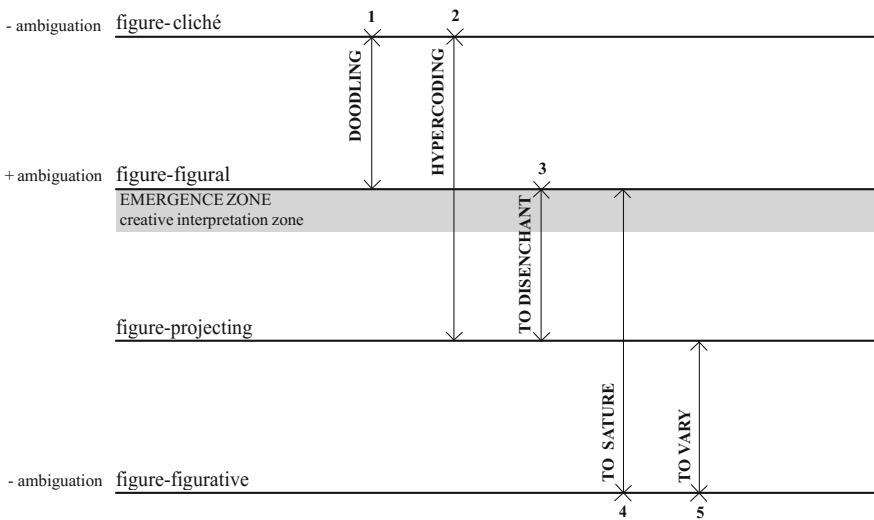 1 2
- ambiguation figure-cliché
DOODLING
HYPERCODING
3
+ ambiguation figure-figural
EMERGENCE ZONE
creative interpretation zone
TO DISENCHANT
figure-projecting
TO SATURE
TO VARY
- ambiguation figure-figurative
4 5